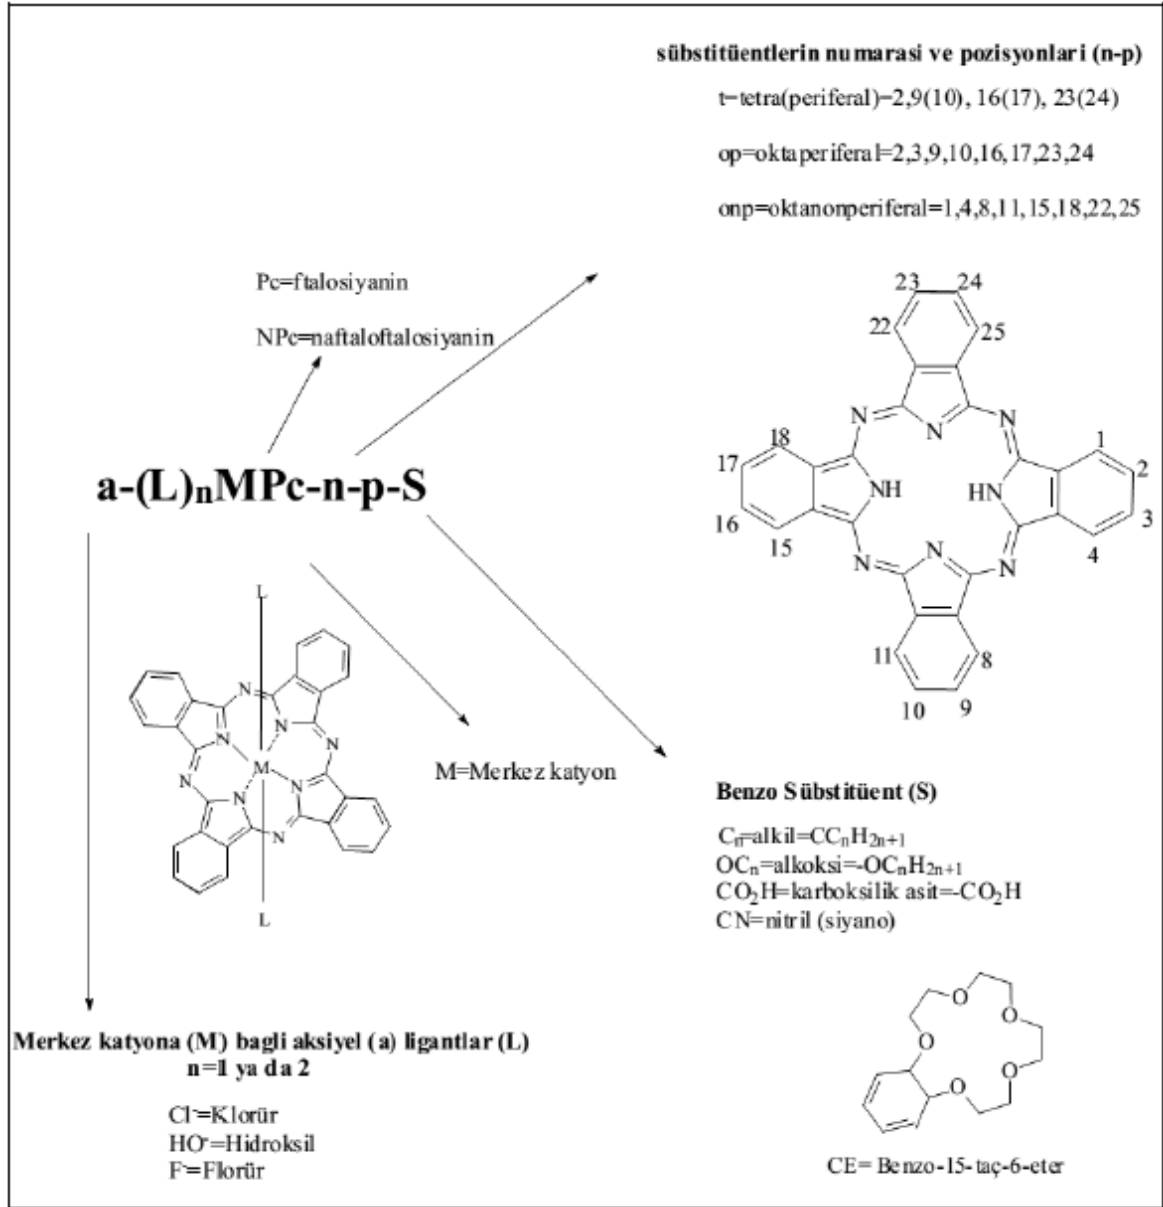 sübstitüentlerin numarasi ve pozisyonlari (n-p)
t=tetra(periferal)=2,9(10), 16(17), 23(24)
op=oktaperiferal=2,3,9,10,16,17,23,24
onp=oktanonperiferal=1,4,8,11,15,18,22,25
Pc=ftalosiyanin
NPc=naftaloftalosiyanin
23 24
22 25
N N
N
18 1
17 NH HN 2
16 3
15 4
N N N
11 8
10 9
a-(L)nMPc-n-p-S
L
N
N
N N
M
N N
N
N
L
M=Merkez katyon
Benzo Sübstitüent (S)
Cn=alkil=CCnH2n+1
OCn=alkoksi=-OCnH2n+1
CO2H=karboksilik asit=-CO2H
CN=nitril (siyano)
O
O
O
O
O
CE= Benzo-15-taç-6-eter
Merkez katyona (M) bagli aksiyel (a) ligantlar (L)
n=1 ya da 2
Cl-=Klorür
HO-=Hidroksil
F-=Florür